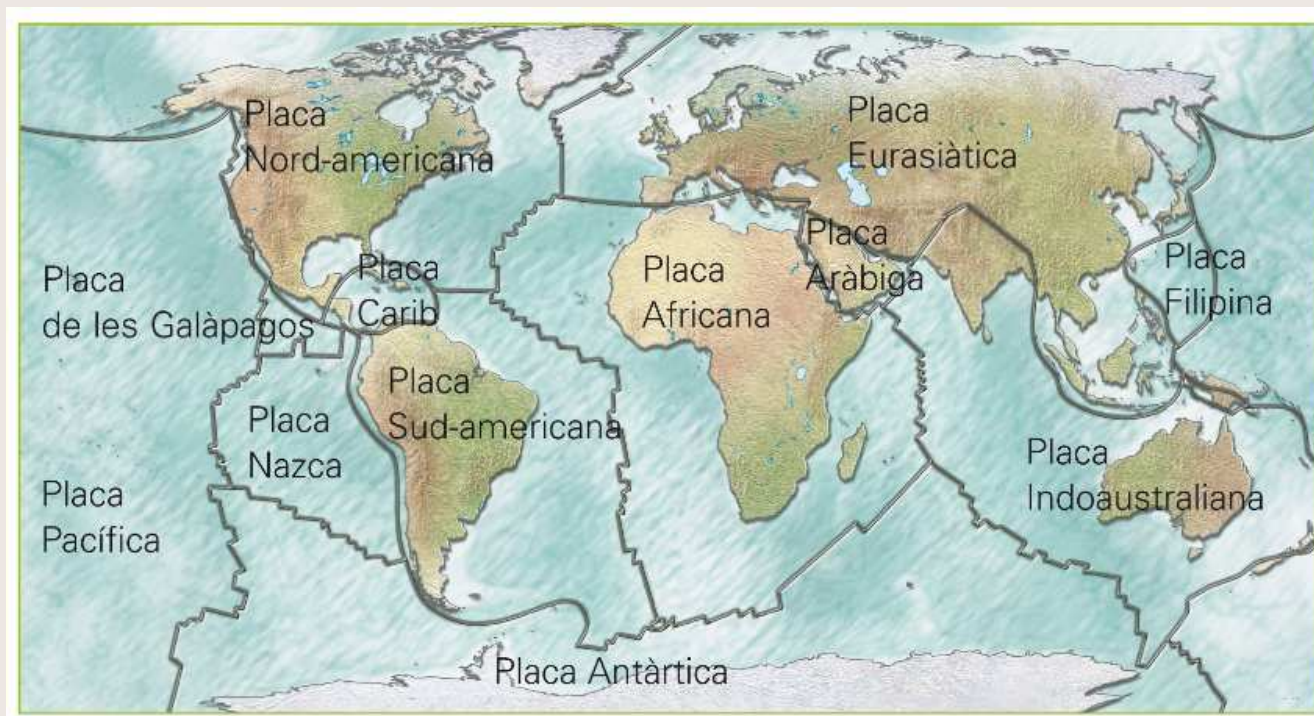 Placa
Nord-americana
Placa
Eurasiàtica
Placa
de les Galàpagos
Placa
Carib
Placa
Africana
Placa
Aràbiga
Placa
Filipina
Placa
Sud-americana
Placa
Nazca
Placa
Pacífica
Placa
Indoaustraliana
Placa Antàrtica